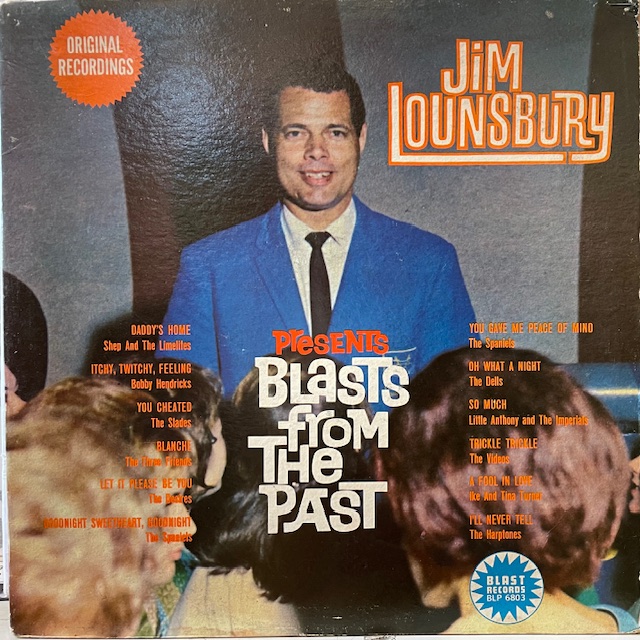 ORIGINAL
RECORDINGS
JIM
LOUNSBURY
PRESENTS
BLASTS
FROM
THE
PAST
DADDY'S HOME
Shep And The Limelites
ITCHY, TWITCHY, FEELING
Bobby Hendricks
YOU CHEATED
The Slades
BLANCHE
The Three Friends
LET IT PLEASE BE YOU
The Desires
GOODNIGHT SWEETHEART, GOODNIGHT
The Spaniels
YOU GAVE ME PEACE OF MIND
The Spaniels
OH WHAT A NIGHT
The Dells
SO MUCH
Little Anthony and The Imperials
TRICKLE TRICKLE
The Videos
A FOOL IN LOVE
Ike And Tina Turner
I'LL NEVER TELL
The Harptones
BLAST
RECORDS
BLP 6803